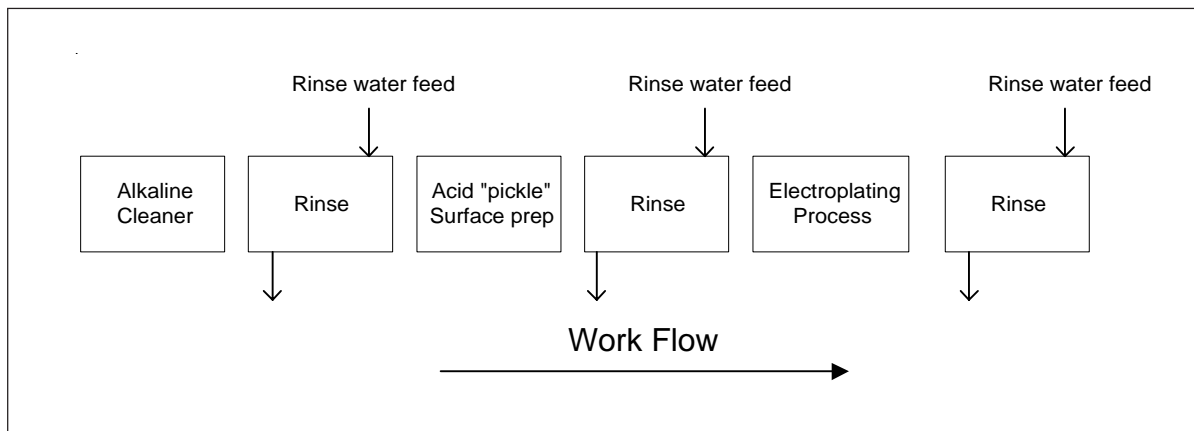 Rinse water feed
Rinse water feed
Rinse water feed
Alkaline
Cleaner
Rinse
Acid "pickle"
Surface prep
Rinse
Electroplating
Process
Rinse
Work Flow